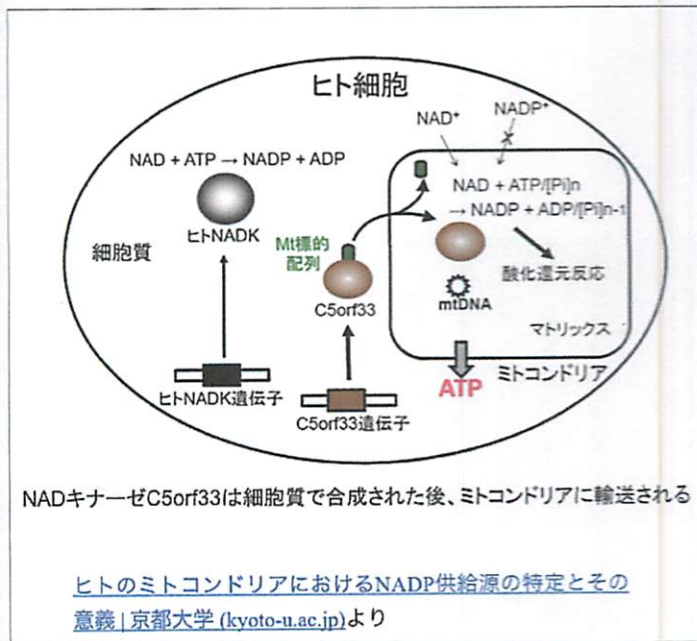 ヒト細胞
NAD⁺
NADP⁺
NAD + ATP → NADP + ADP
ヒトNADK
細胞質
Mt標的
配列
C5orf33
NAD + ATP/[Pi]n
→ NADP + ADP/[Pi]n-1
酸化還元反応
mtDNA
マトリックス
ミトコンドリア
ATP
ヒトNADK遺伝子
C5orf33遺伝子
NADキナーゼC5orf33は細胞質で合成された後、ミトコンドリアに輸送される
ヒトのミトコンドリアにおけるNADP供給源の特定とその
意義 | 京都大学 (kyoto-u.ac.jp)より